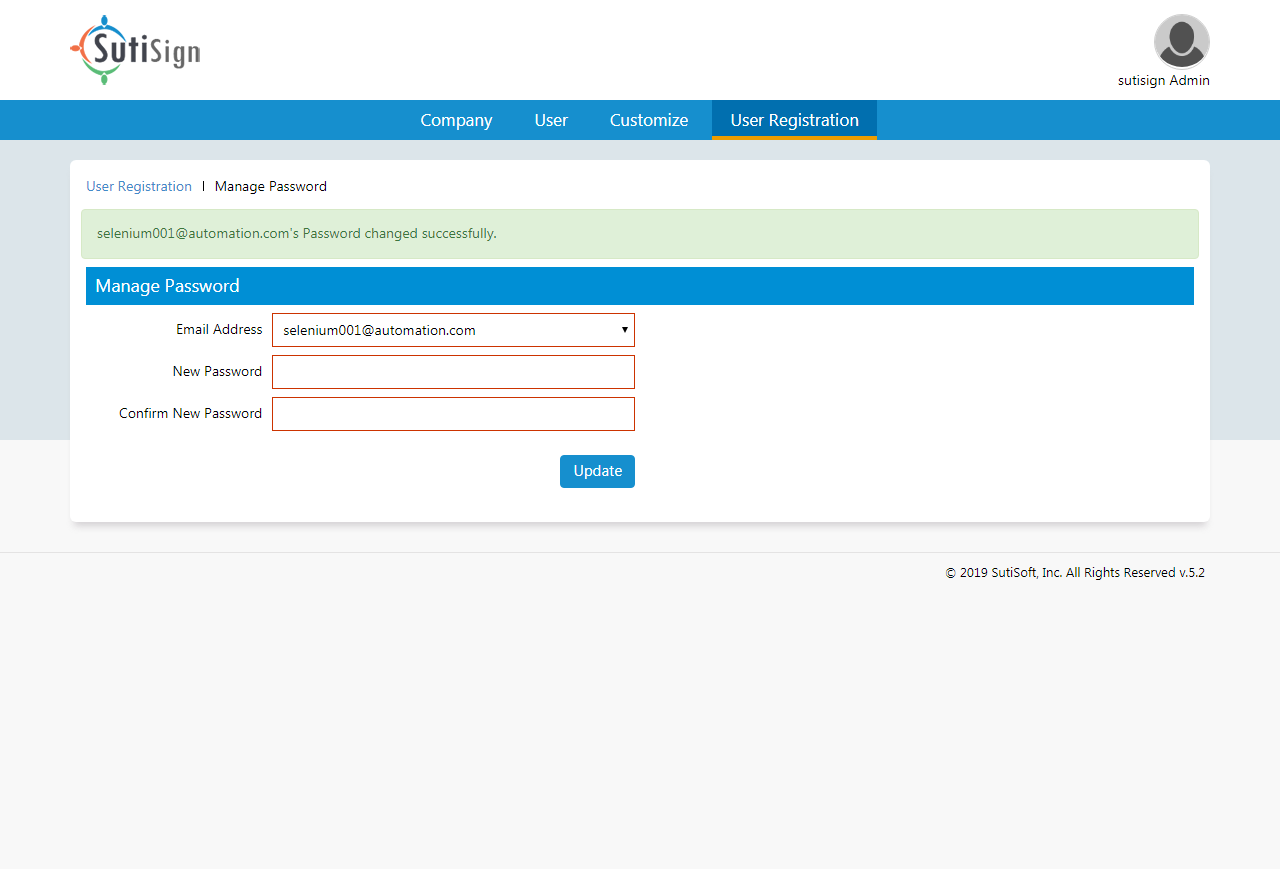 SutiSign
sutisign Admin
Company User Customize User Registration
User Registration I Manage Password
selenium001@automation.com's Password changed successfully.
Manage Password
Email Address selenium001@automation.com
New Password
Confirm New Password
Update
© 2019 SutiSoft, Inc. All Rights Reserved v.5.2